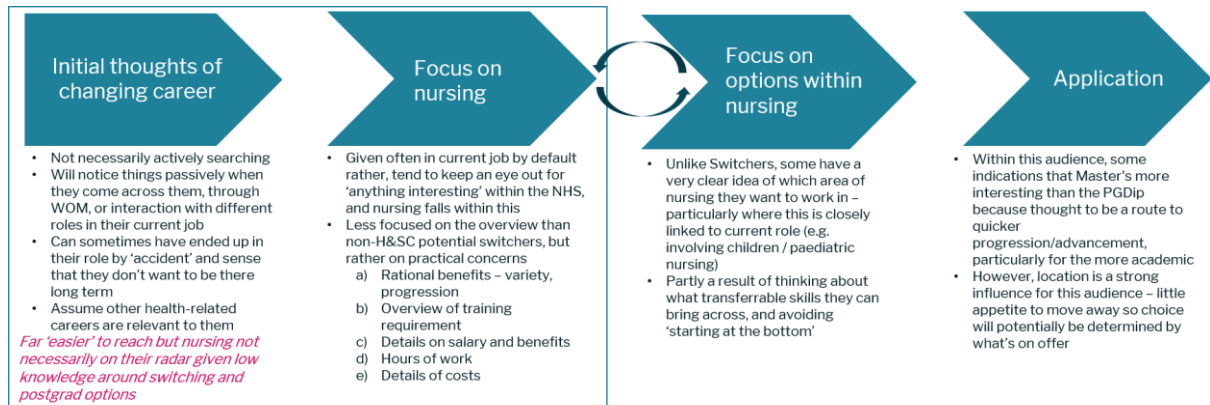 Initial thoughts of
changing career
• Not necessarily actively searching
• Will notice things passively when
they come across them, through
WOM, or interaction with different
roles in their current job
• Can sometimes have ended up in
their role by ‘accident’ and sense
that they don’t want to be there
long term
• Assume other health-related
careers are relevant to them
Far ‘easier’ to reach but nursing not
necessarily on their radar given low
knowledge around switching and
postgrad options
Focus on
nursing
• Given often in current job by default
rather, tend to keep an eye out for
‘anything interesting’ within the NHS,
and nursing falls within this
• Less focused on the overview than
non-H&SC potential switchers, but
rather on practical concerns
a) Rational benefits – variety,
progression
b) Overview of training
requirement
c) Details on salary and benefits
d) Hours of work
e) Details of costs
Focus on
options within
nursing
• Unlike Switchers, some have a
very clear idea of which area of
nursing they want to work in –
particularly where this is closely
linked to current role (e.g.
involving children / paediatric
nursing)
• Partly a result of thinking about
what transferrable skills they can
bring across, and avoiding
‘starting at the bottom’
Application
• Within this audience, some
indications that Master’s more
interesting than the PGDip
because thought to be a route to
quicker
progression/advancement,
particularly for the more academic
• However, location is a strong
influence for this audience – little
appetite to move away so choice
will potentially be determined by
what’s on offer